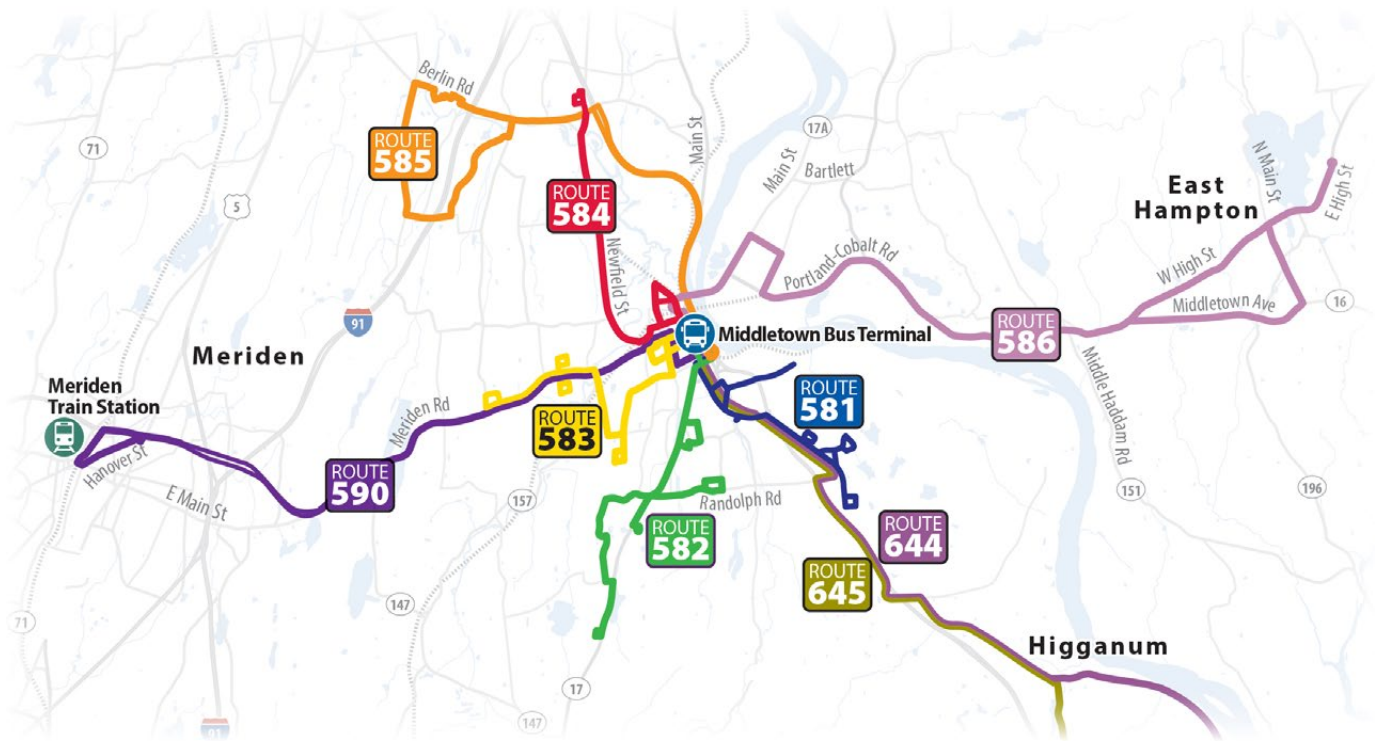 Berlin Rd
71
ROUTE
585
5
ROUTE
584
Newfield St
Main St
17A
Main St
Bartlett
N Main St
E High St
East
Hampton
Portland-Cobalt Rd
W High St
Middletown Ave
16
91
Middletown Bus Terminal
ROUTE
586
Meriden
Meriden
Train Station
Hanover St
Meriden Rd
ROUTE
583
ROUTE
581
Middle Haddam Rd
ROUTE
590
E Main St
157
Randolph Rd
151
196
ROUTE
582
ROUTE
644
ROUTE
645
147
71
Higganum
17
147
91